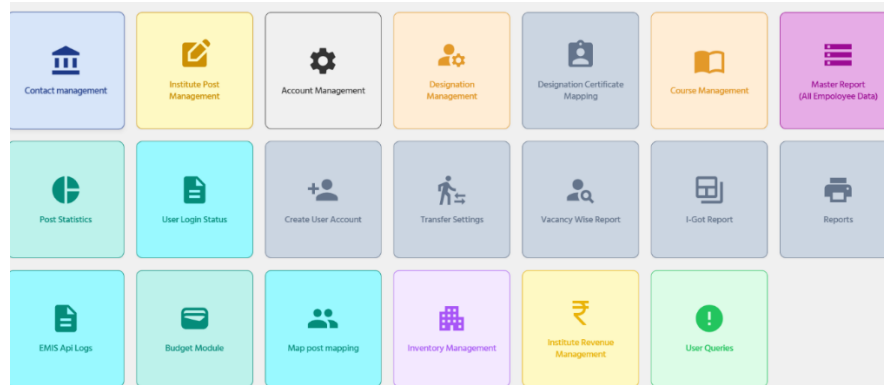 Contact management
Institute Post
Management
Account Management
Designation
Management
Designation Certificate
Mapping
Course Management
Master Report
(All Empoloyee Data)
Post Statistics
User Login Status
Create User Account
Transfer Settings
Vacancy Wise Report
I-Got Report
Reports
EMIS Api Logs
Budget Module
Map post mapping
Inventory Management
Institute Revenue
Management
User Queries